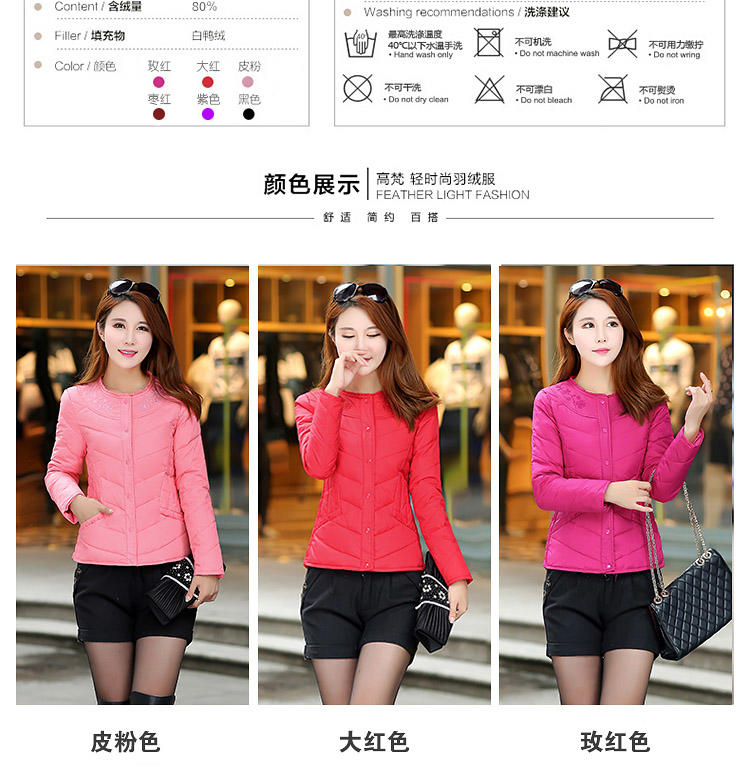 Content / 含绒量 80%
Filler / 填充物 白鸭绒
Color / 颜色 玫红 大红 皮粉
枣红 紫色 黑色
Washing recommendations / 洗涤建议
最高洗涤温度
40℃以下水温手洗
• Hand wash only
不可机洗
• Do not machine wash
不可用力缴拧
• Do not wring
不可干洗
• Do not dry clean
不可漂白
• Do not bleach
不可熨烫
• Do not iron
颜色展示
高梵 轻时尚羽绒服
FEATHER LIGHT FASHION
舒适 简约 百搭
皮粉色 大红色 玫红色